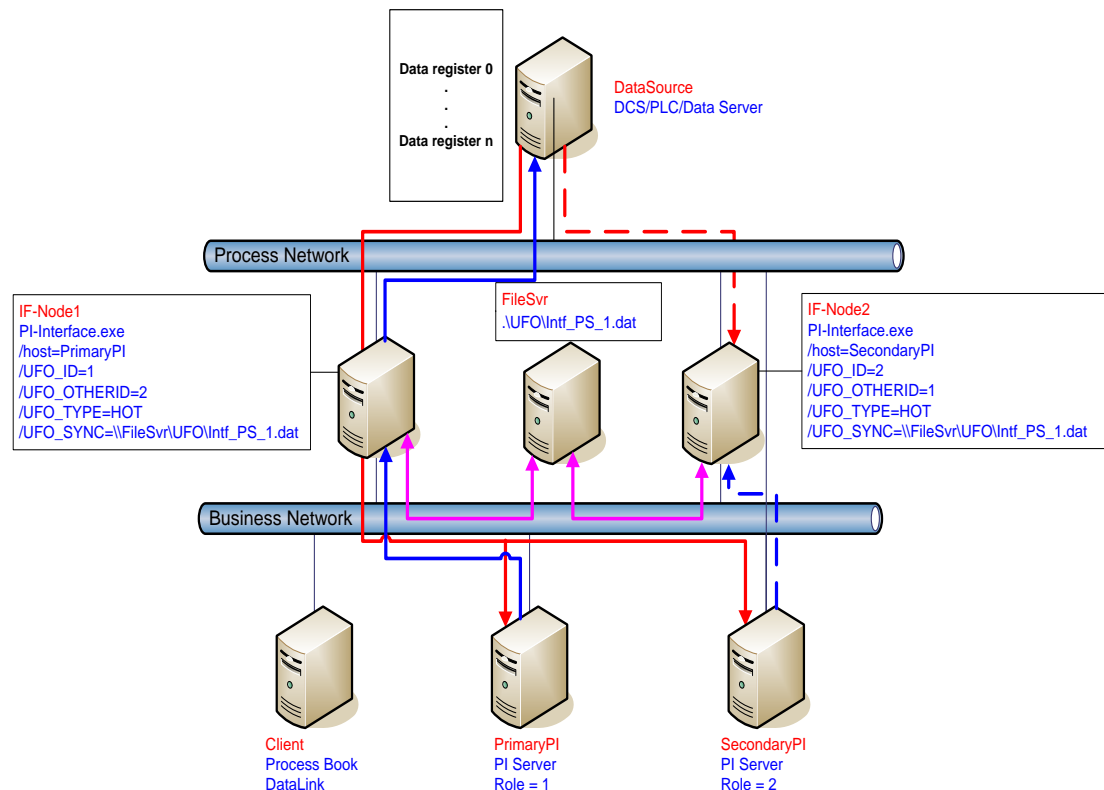 Data register 0
.
.
.
Data register n
DataSource
DCS/PLC/Data Server
Process Network
IF-Node1
PI-Interface.exe
/host=PrimaryPI
/UFO_ID=1
/UFO_OTHERID=2
/UFO_TYPE=HOT
/UFO_SYNC=\\FileSvr\UFO\Intf_PS_1.dat
FileSvr
.\UFO\Intf_PS_1.dat
IF-Node2
PI-Interface.exe
/host=SecondaryPI
/UFO_ID=2
/UFO_OTHERID=1
/UFO_TYPE=HOT
/UFO_SYNC=\\FileSvr\UFO\Intf_PS_1.dat
Business Network
Client
Process Book
DataLink
PrimaryPI
PI Server
Role = 1
SecondaryPI
PI Server
Role = 2